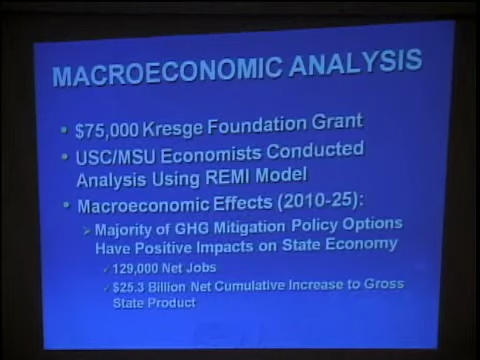 MACROECONOMIC ANALYSIS
• $75,000 Kresge Foundation Grant
• USC/MSU Economists Conducted
Analysis Using REMI Model
• Macroeconomic Effects (2010-25):
➢ Majority of GHG Mitigation Policy Options
Have Positive Impacts on State Economy
✓ 129,000 Net Jobs
✓ $25.3 Billion Net Cumulative Increase to Gross
State Product